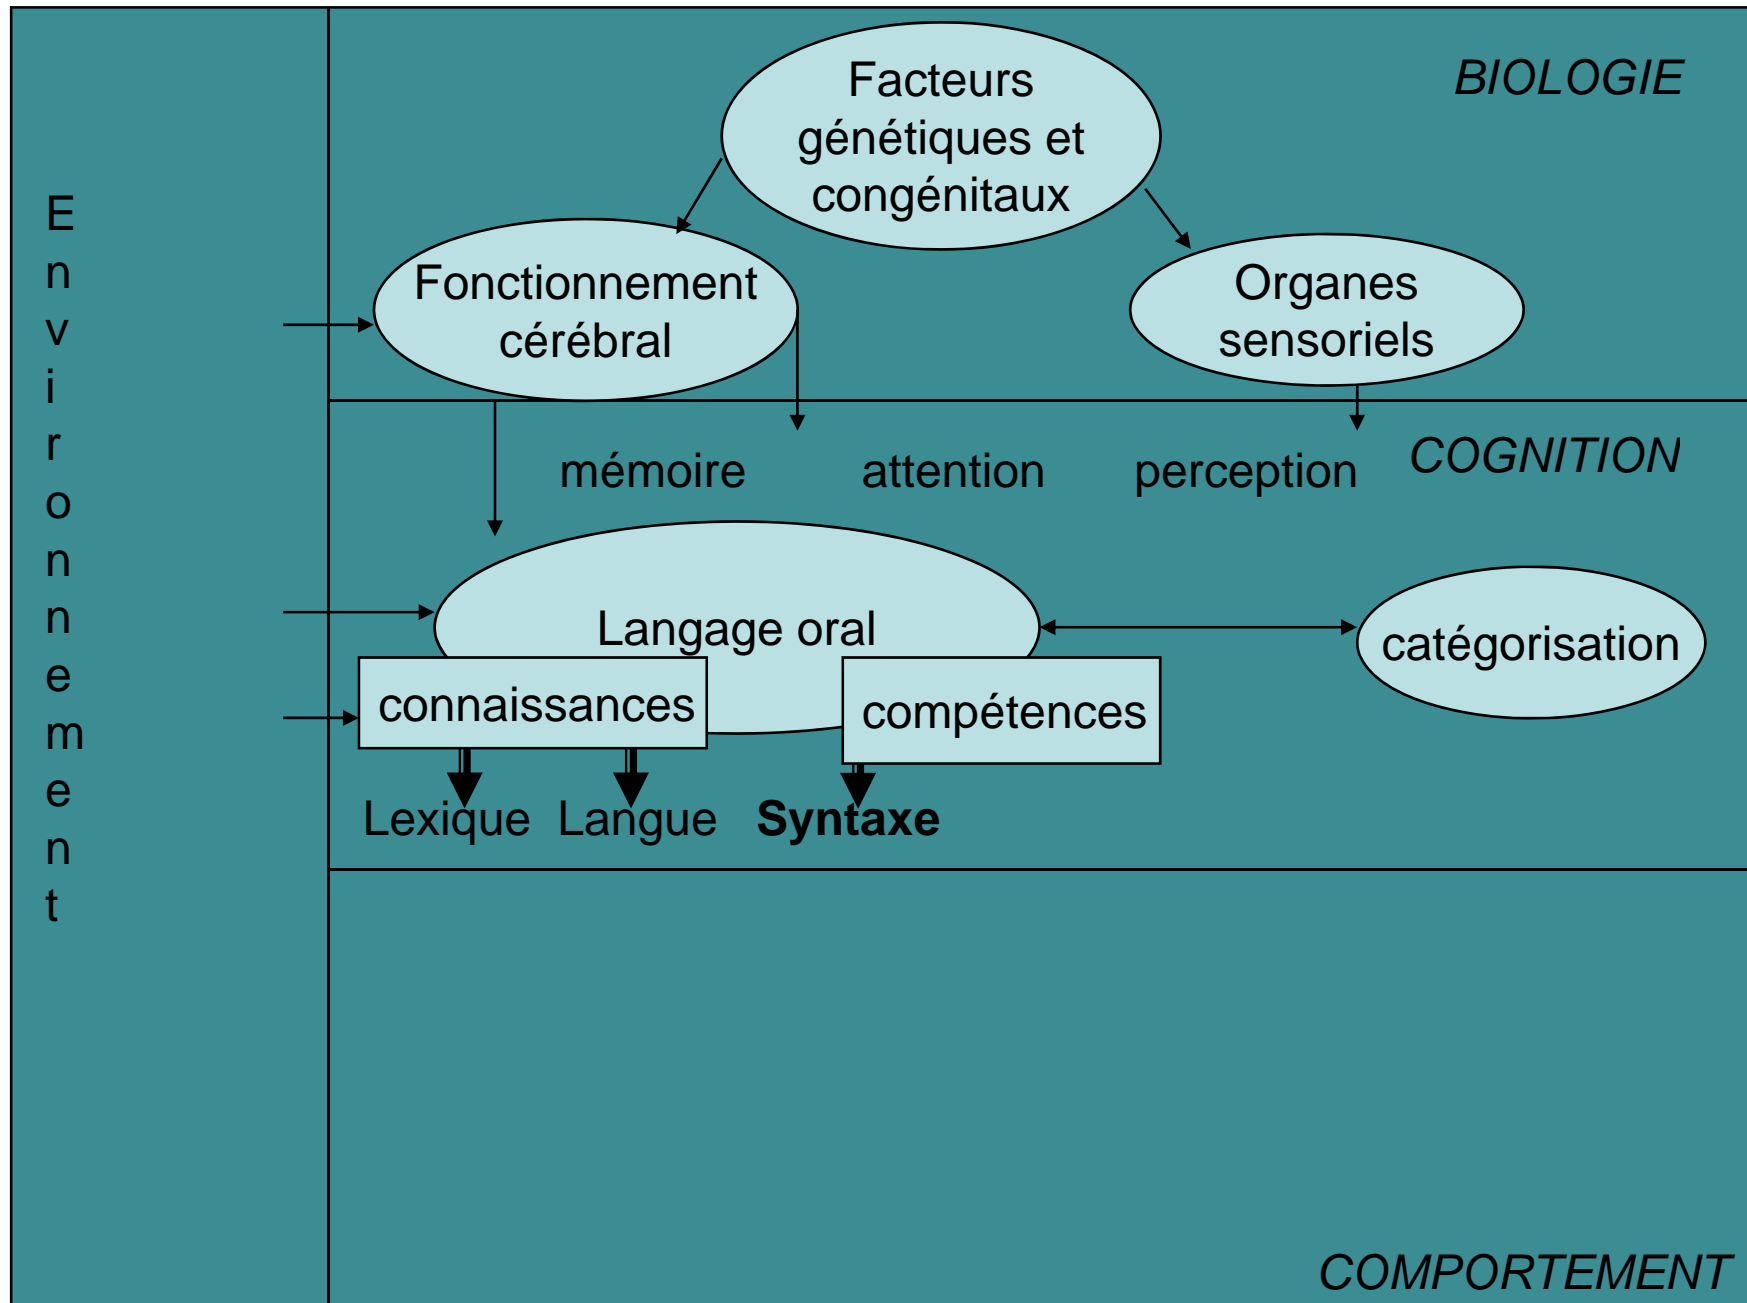 Environnement
BIOLOGIE
Facteurs
génétiques et
congénitaux
Fonctionnement
cérébral
Organes
sensoriels
COGNITION
mémoire attention perception
Langage oral
catégorisation
connaissances
compétences
Lexique Langue Syntaxe
COMPORTEMENT